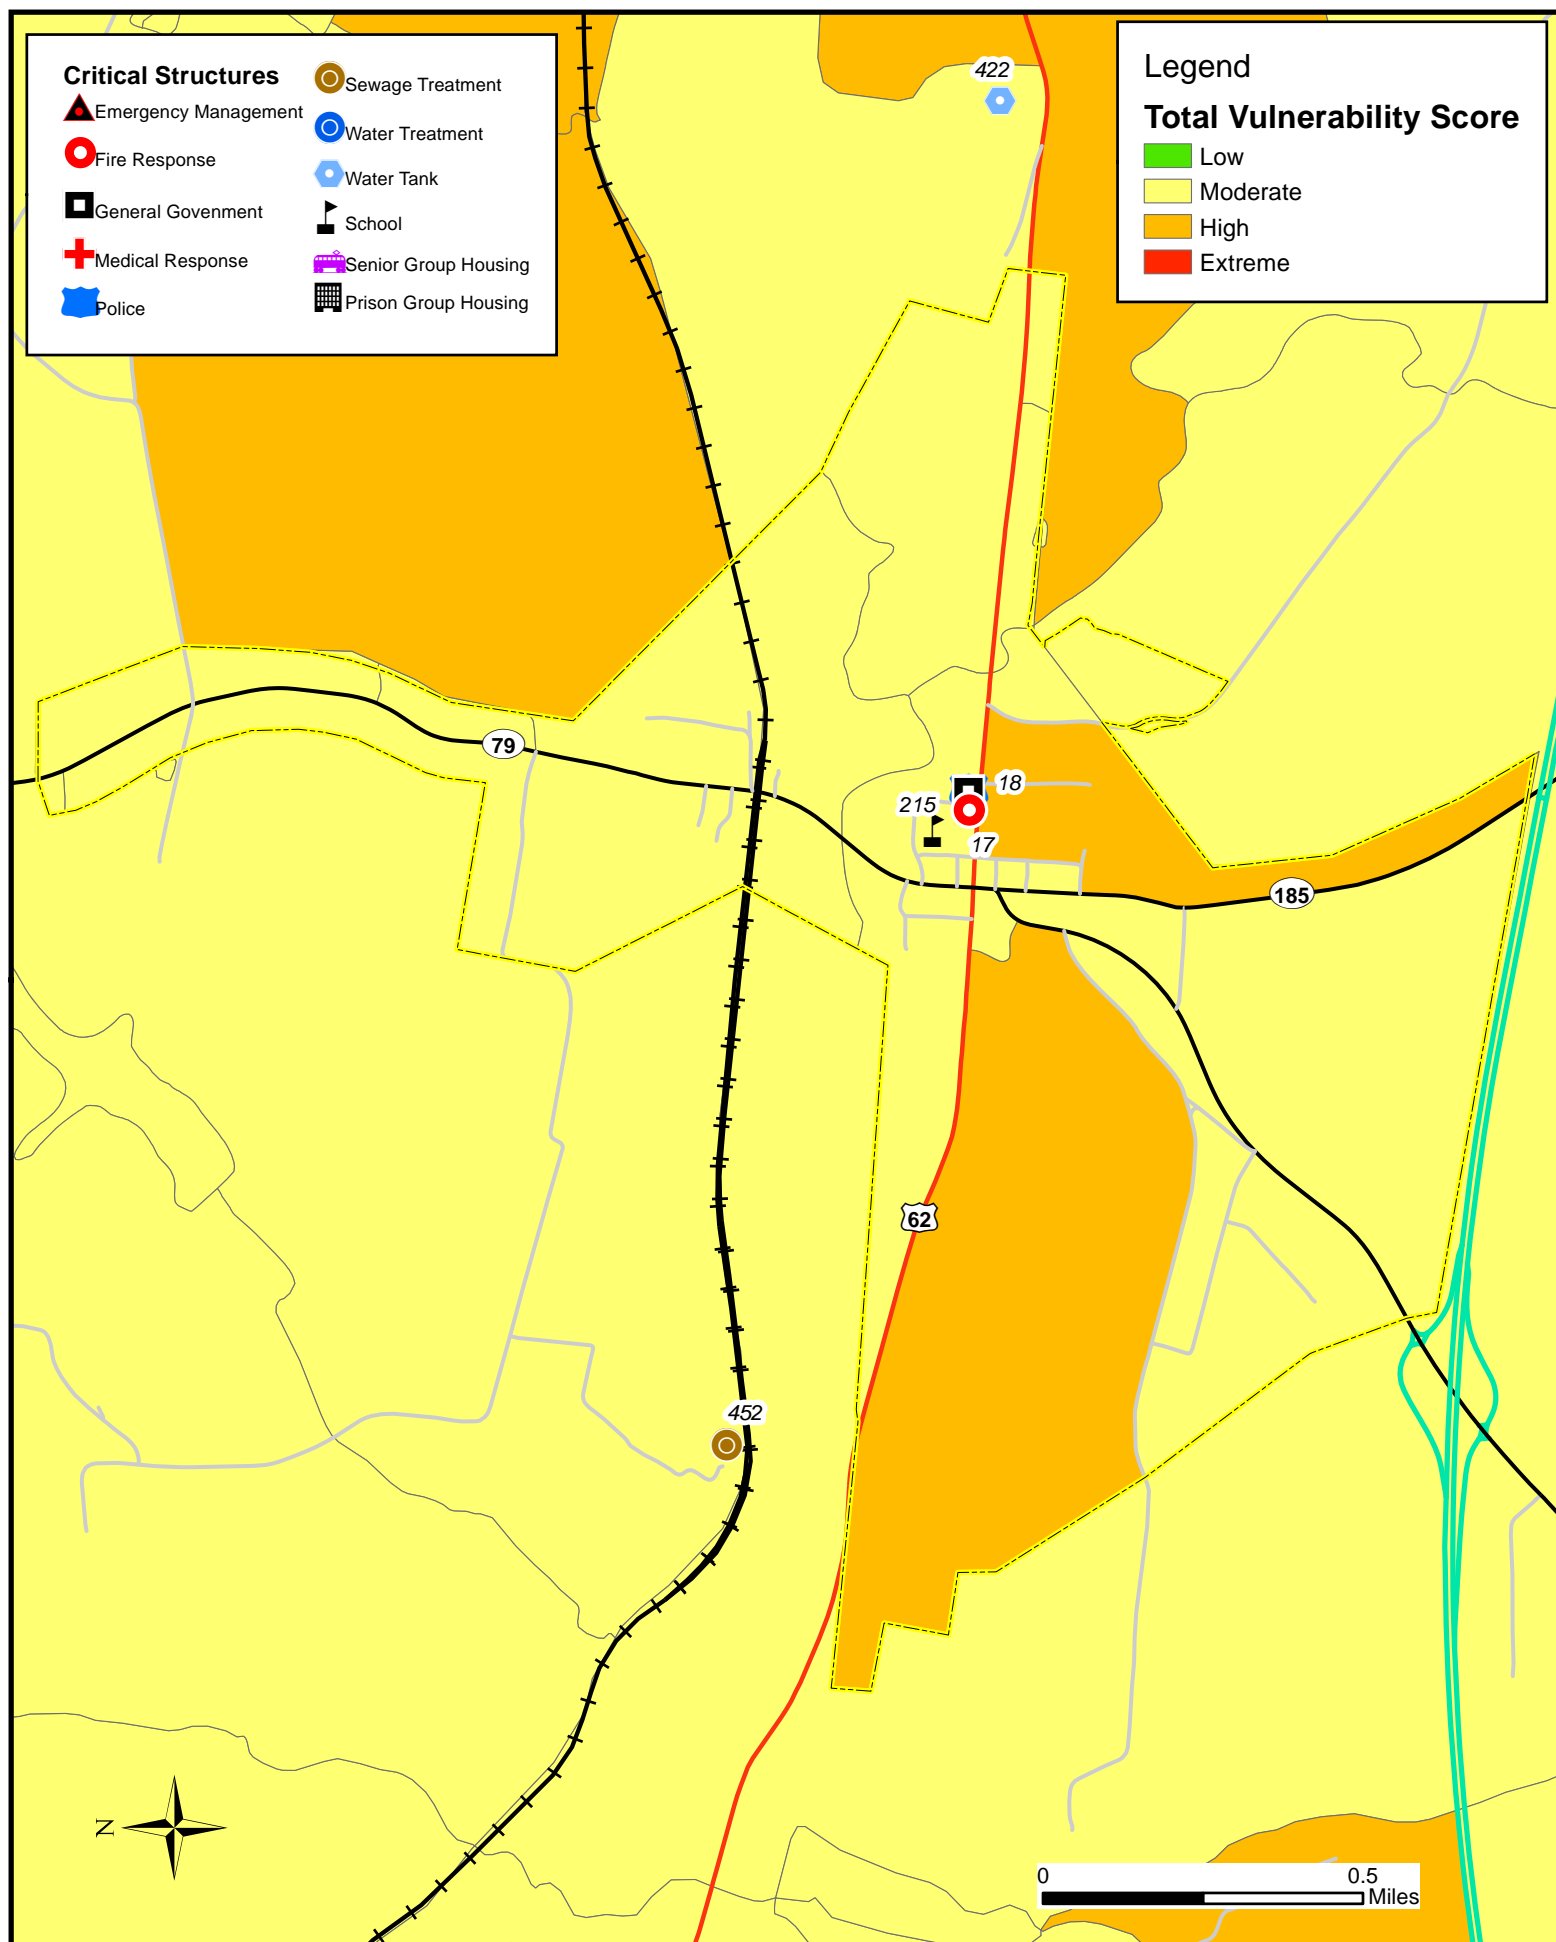 Critical Structures
Emergency Management
Fire Response
General Govenment
Medical Response
Police
Sewage Treatment
Water Treatment
Water Tank
School
Senior Group Housing
Prison Group Housing
Legend
Total Vulnerability Score
Low
Moderate
High
Extreme
422
79
18
215
17
185
62
452
N
0 0.5
Miles